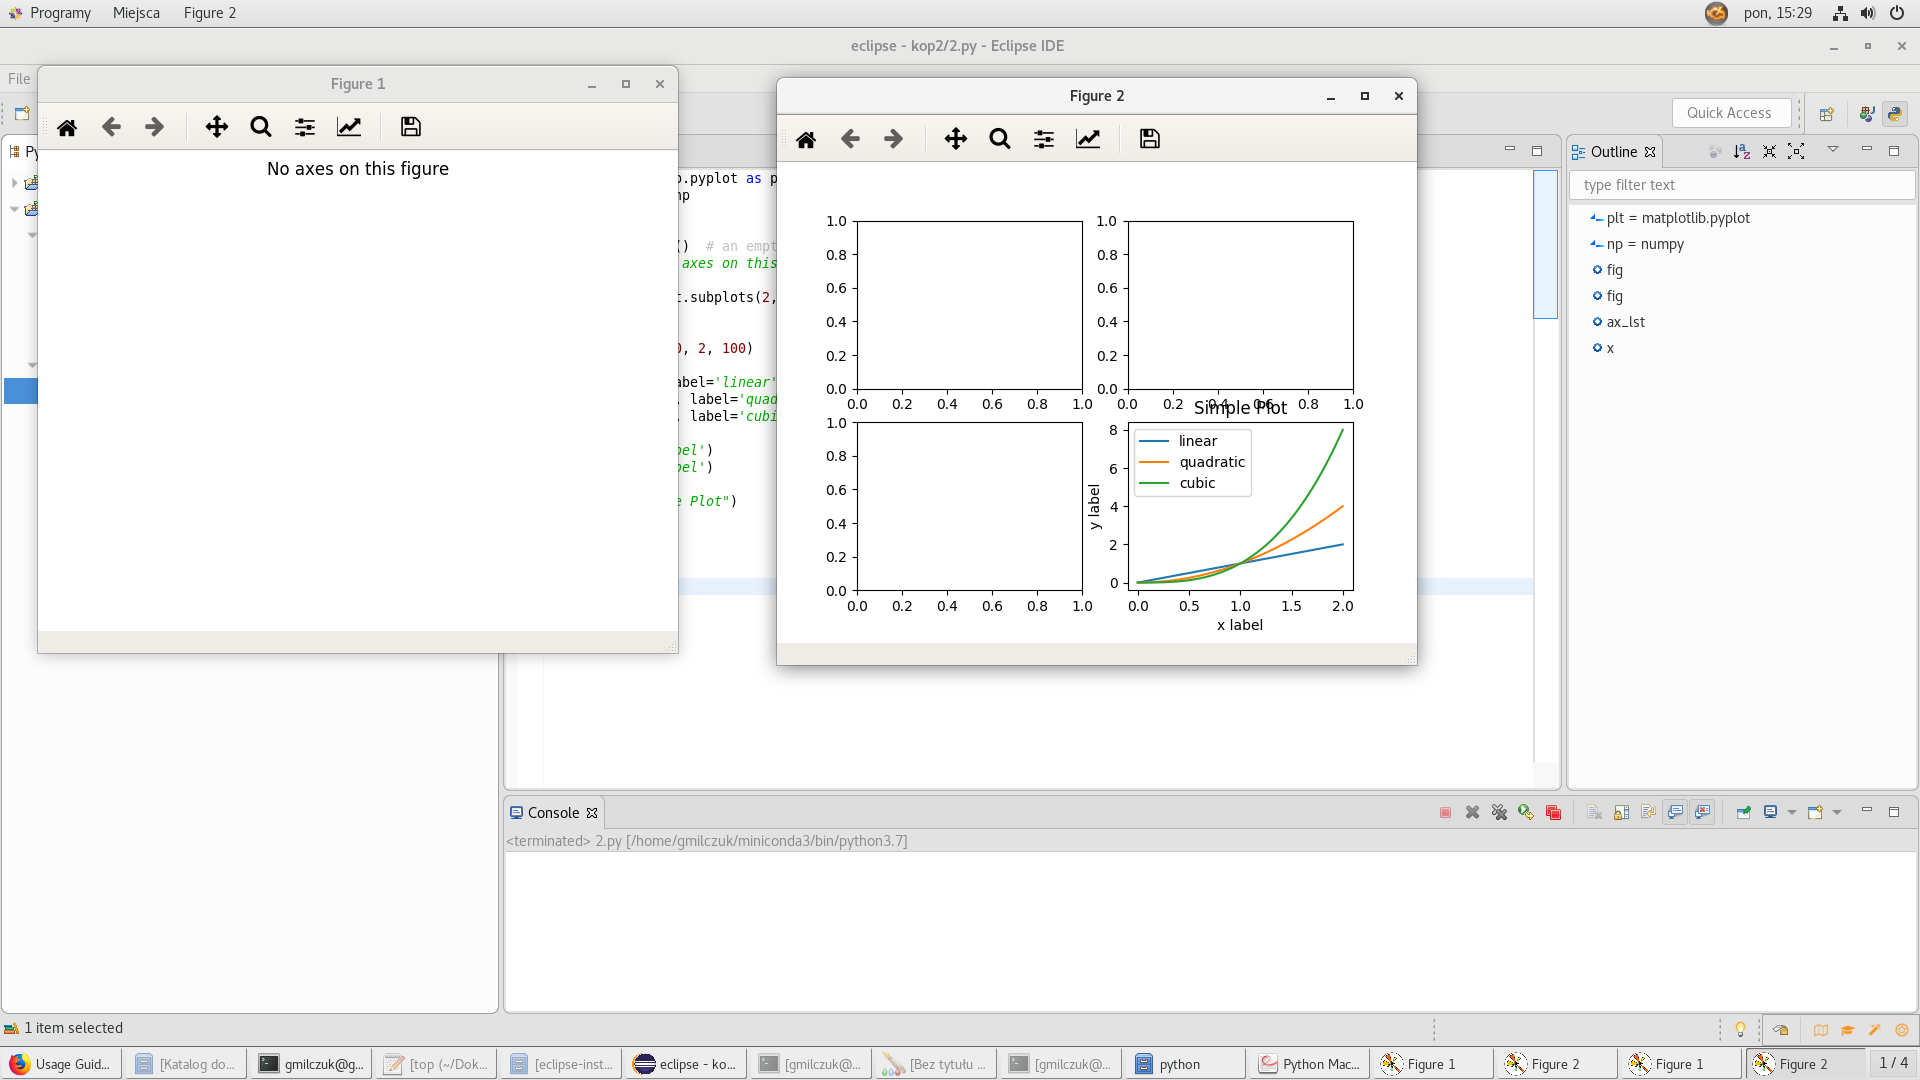 Programy Miejsca Figure 2 pon, 15:29
eclipse - kop2/2.py - Eclipse IDE
File
Quick Access
Figure 1
No axes on this figure
Figure 2
1.0
0.8
0.6
0.4
0.2
0.0
0.0 0.2 0.4 0.6 0.8 1.0
1.0
0.8
0.6
0.4
0.2
0.0
0.0 0.2 0.4 0.6 0.8 1.0
1.0
0.8
0.6
0.4
0.2
0.0
0.0 0.2 0.4 0.6 0.8 1.0
Simple Plot
linear
quadratic
cubic
y label
8
6
4
2
0
0.0 0.5 1.0 1.5 2.0
x label
Py
.pyplot as p
np
() # an empt
axes on this
.subplots(2,
, 2, 100)
abel='linear'
, label='quad
, label='cubi
bel')
bel')
e Plot")
Outline
type filter text
plt = matplotlib.pyplot
np = numpy
fig
fig
ax_lst
x
Console
<terminated> 2.py [/home/gmilczuk/miniconda3/bin/python3.7]
1 item selected
Usage Guid... [Katalog do... gmilczuk@g... [top (~/Dok... [eclipse-inst... eclipse - ko... [gmilczuk@... [Bez tytułu ... [gmilczuk@... python Python Mac... Figure 1 Figure 2 Figure 1 Figure 2 1 / 4